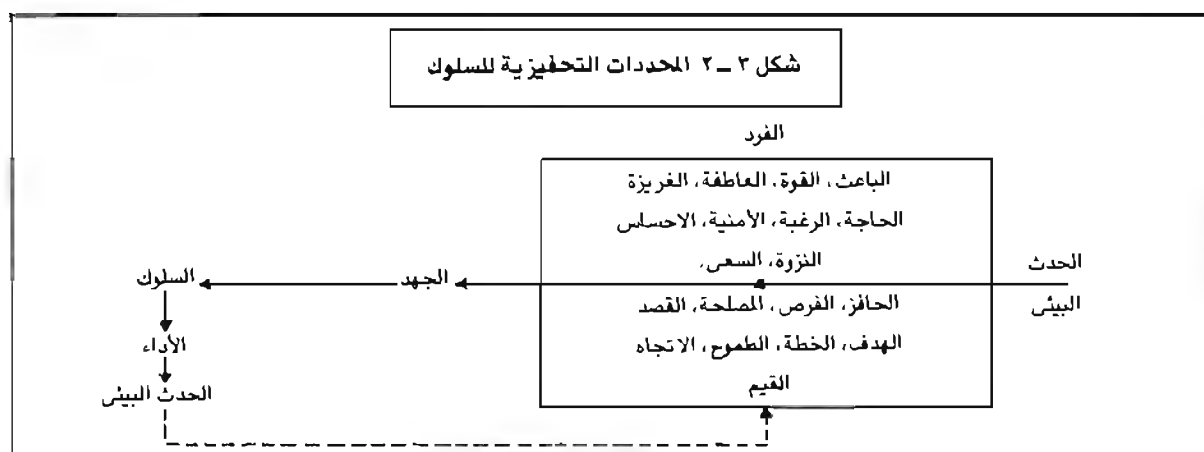 شكل ٣ – ٢ المحددات التحفيزية للسلوك
الفرد
الباعث، القوة، العاطفة، الغريزة
الحاجة، الرغبة، الأمنية، الاحساس
النزوة، السعى،
الحدث
البيئى
الجهد
السلوك
الحافز، الفرص، المصلحة، القصد
الهدف، الخطة، الطموح، الاتجاه
القيم
الأداء
الحدث البيئى